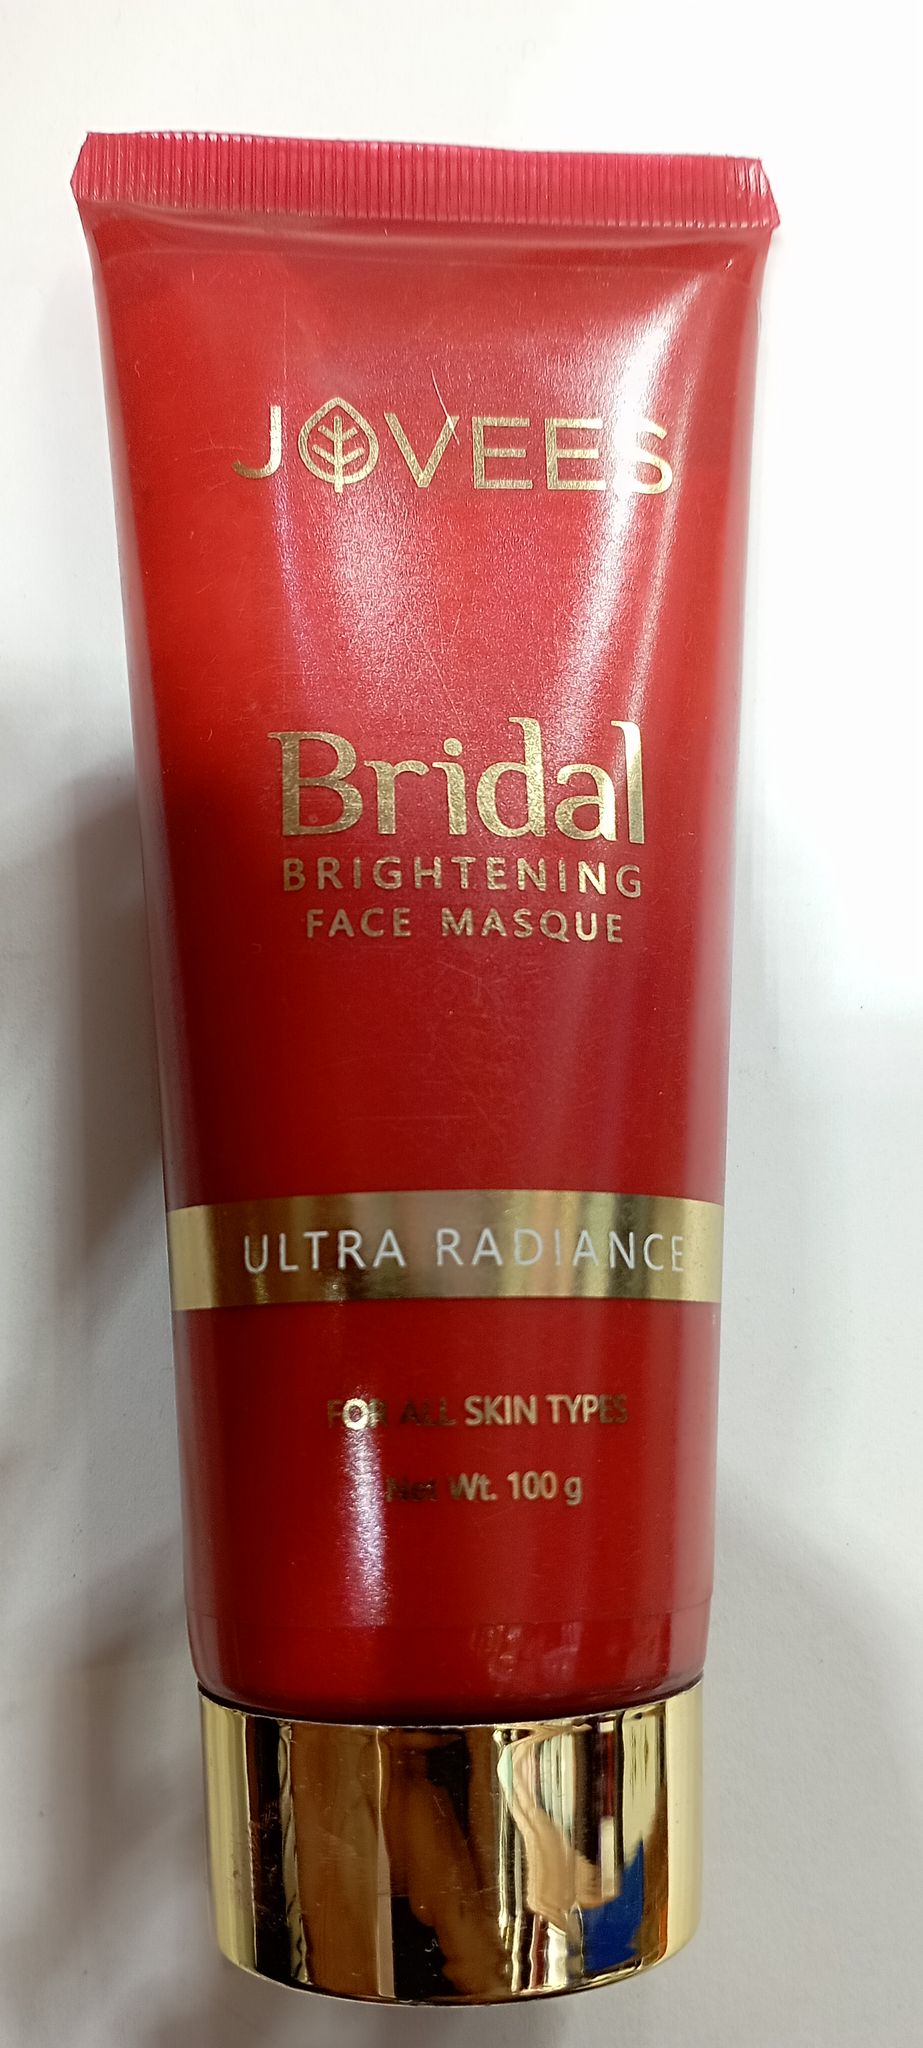 JOVEES
Bridal
BRIGHTENING
FACE MASQUE
ULTRA RADIANCE
FOR ALL SKIN TYPES
Net Wt. 100 g